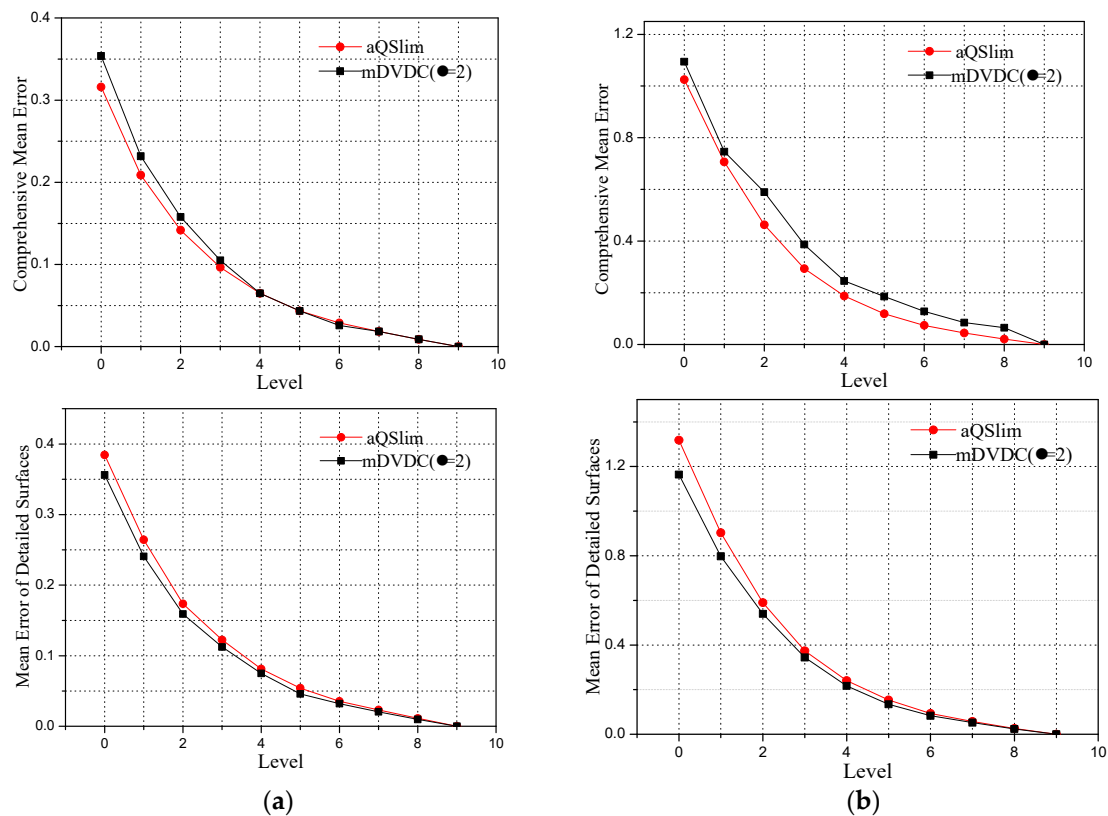 0.4
0.3
0.2
0.1
0.0
0 2 4 6 8 10
Comprehensive Mean Error
Level
aQSlim
mDVDC(●=2)
1.2
0.8
0.4
0.0
0 2 4 6 8 10
Comprehensive Mean Error
Level
aQSlim
mDVDC(●=2)
0.4
0.3
0.2
0.1
0.0
0 2 4 6 8 10
Mean Error of Detailed Surfaces
Level
aQSlim
mDVDC(●=2)
(a)
1.2
0.8
0.4
0.0
0 2 4 6 8 10
Mean Error of Detailed Surfaces
Level
aQSlim
mDVDC(●=2)
(b)